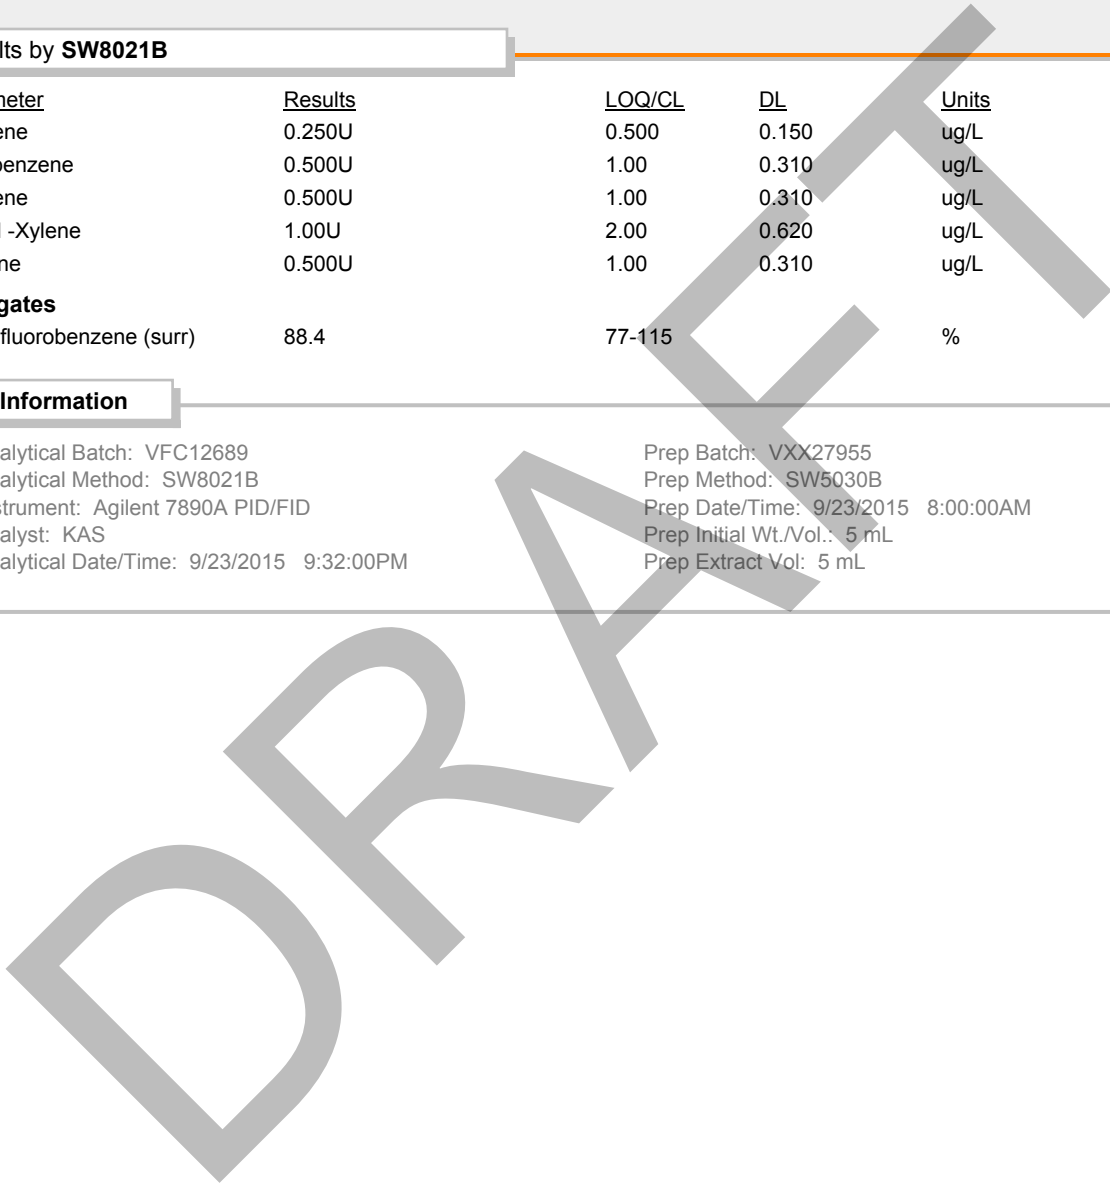 lts by SW8021B
meter Results LOQ/CL DL Units
ene 0.250U 0.500 0.150 ug/L
benzene 0.500U 1.00 0.310 ug/L
ene 0.500U 1.00 0.310 ug/L
-Xylene 1.00U 2.00 0.620 ug/L
ne 0.500U 1.00 0.310 ug/L
gates
fluorobenzene (surr) 88.4 77-115 %
Information
alytical Batch: VFC12689 Prep Batch: VXX27955
alytical Method: SW8021B Prep Method: SW5030B
strument: Agilent 7890A PID/FID Prep Date/Time: 9/23/2015 8:00:00AM
alyst: KAS Prep Initial Wt./Vol.: 5 mL
alytical Date/Time: 9/23/2015 9:32:00PM Prep Extract Vol: 5 mL
DRAFT